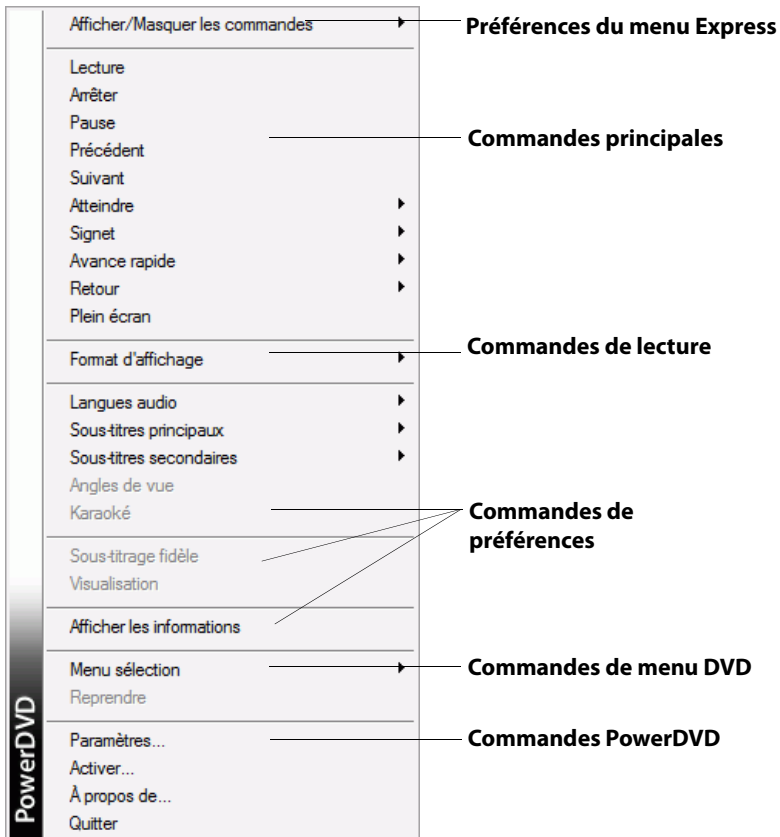 Afficher/Masquer les commandes
Préférences du menu Express
Lecture
Arrêter
Pause
Commandes principales
Précédent
Suivant
Atteindre
Signet
Avance rapide
Retour
Plein écran
Format d'affichage
Commandes de lecture
Langues audio
Sous-titres principaux
Sous-titres secondaires
Angles de vue
Karaoké
Commandes de
préférences
Sous-titrage fidèle
Visualisation
Afficher les informations
Menu sélection
Commandes de menu DVD
Reprendre
Paramètres...
Commandes PowerDVD
Activer...
À propos de...
Quitter
PowerDVD